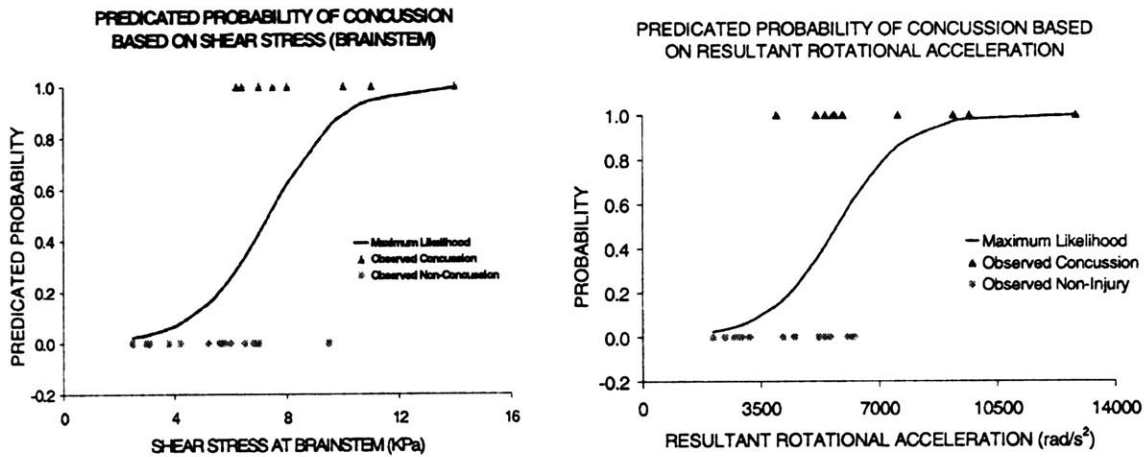 PREDICATED PROBABILITY OF CONCUSSION
BASED ON SHEAR STRESS (BRAINSTEM)
PREDICATED PROBABILITY
1.0
0.8
0.6
0.4
0.2
0.0
-0.2
Maximum Likelihood
Observed Concussion
Observed Non-Concussion
0
4
8
12
16
SHEAR STRESS AT BRAINSTEM (KPa)
PREDICATED PROBABILITY OF CONCUSSION BASED
ON RESULTANT ROTATIONAL ACCELERATION
PROBABILITY
1.0
0.8
0.6
0.4
0.2
0.0
-0.2
Maximum Likelihood
Observed Concussion
Observed Non-Injury
0
3500
7000
10500
14000
RESULTANT ROTATIONAL ACCELERATION (rad/s²)